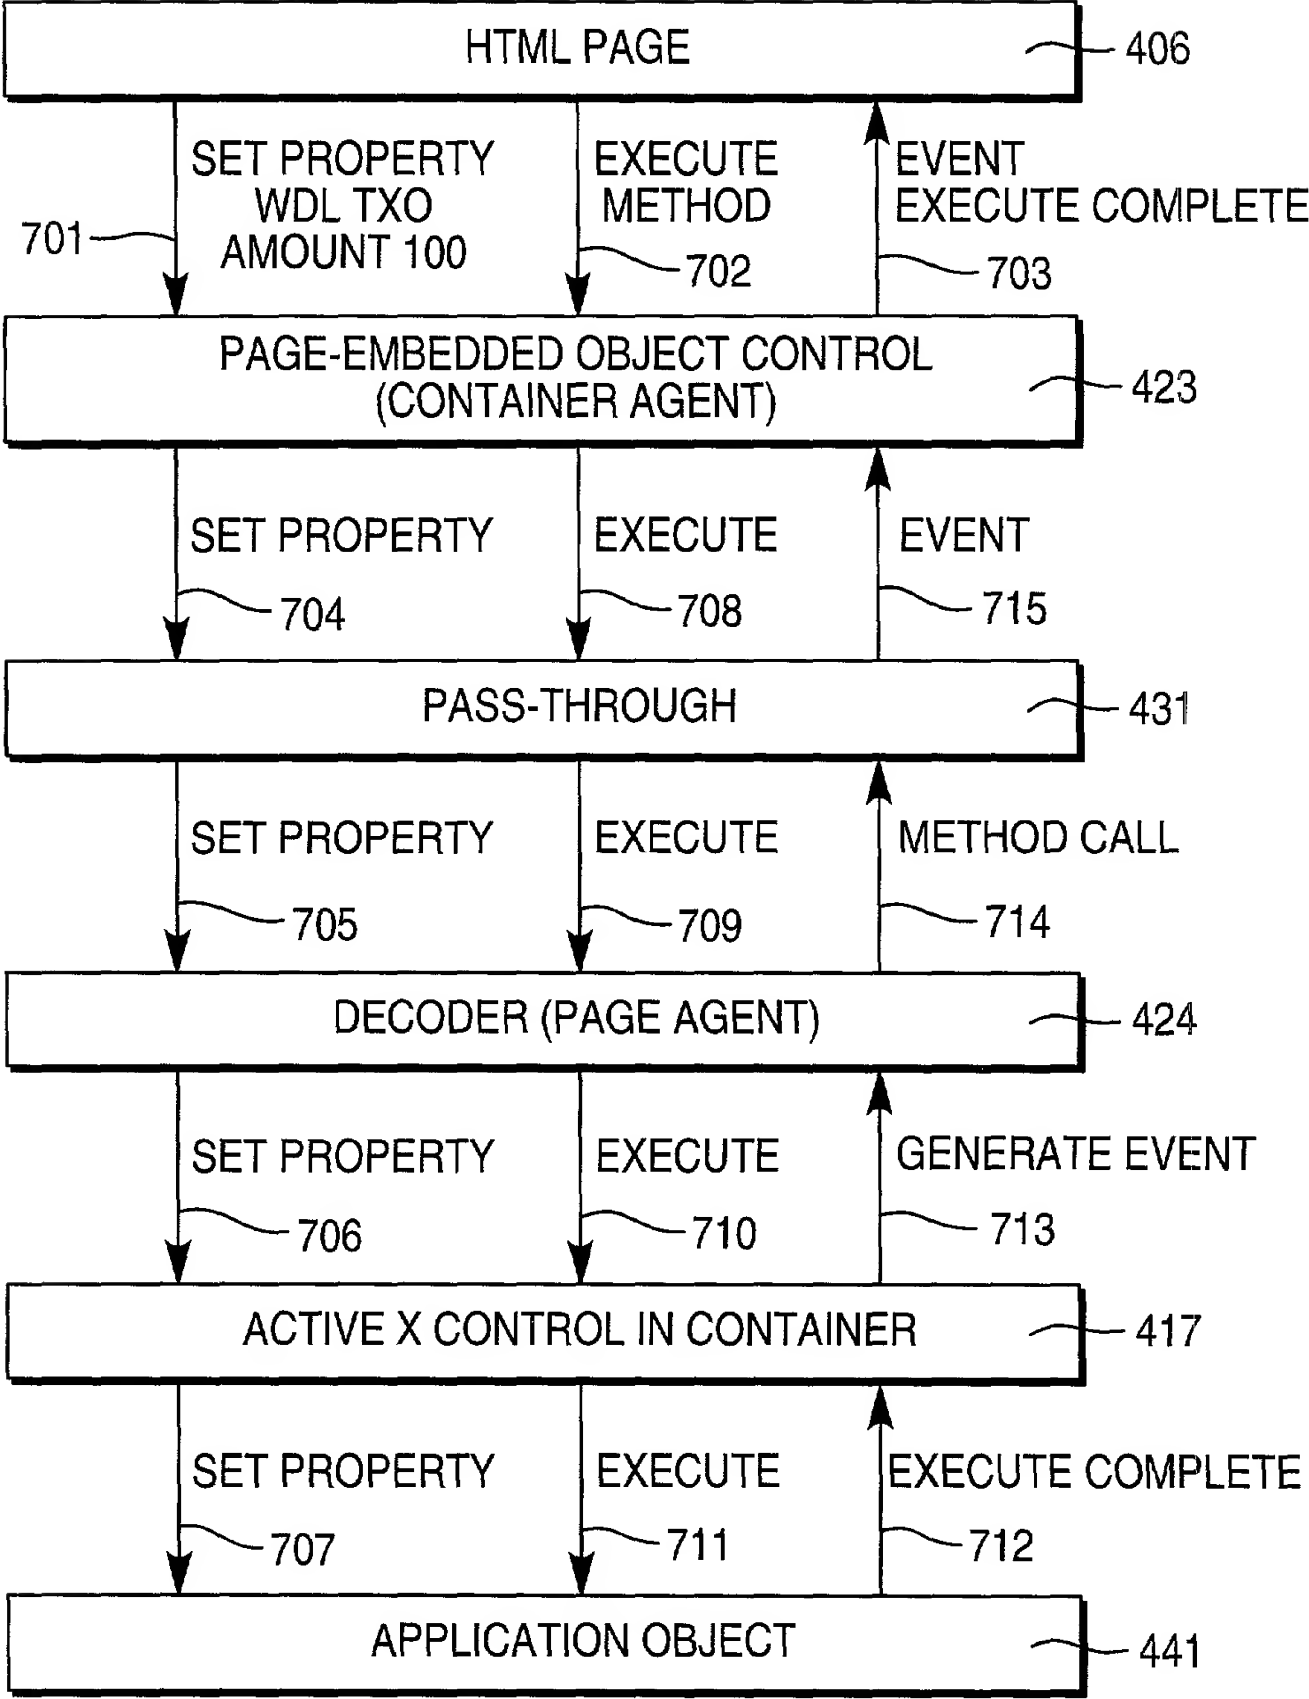 HTML PAGE
406
SET PROPERTY
WDL TXO
AMOUNT 100
701
EXECUTE
METHOD
702
EVENT
EXECUTE COMPLETE
703
PAGE-EMBEDDED OBJECT CONTROL
(CONTAINER AGENT)
423
SET PROPERTY
704
EXECUTE
708
EVENT
715
PASS-THROUGH
431
SET PROPERTY
705
EXECUTE
709
METHOD CALL
714
DECODER (PAGE AGENT)
424
SET PROPERTY
706
EXECUTE
710
GENERATE EVENT
713
ACTIVE X CONTROL IN CONTAINER
417
SET PROPERTY
707
EXECUTE
711
EXECUTE COMPLETE
712
APPLICATION OBJECT
441